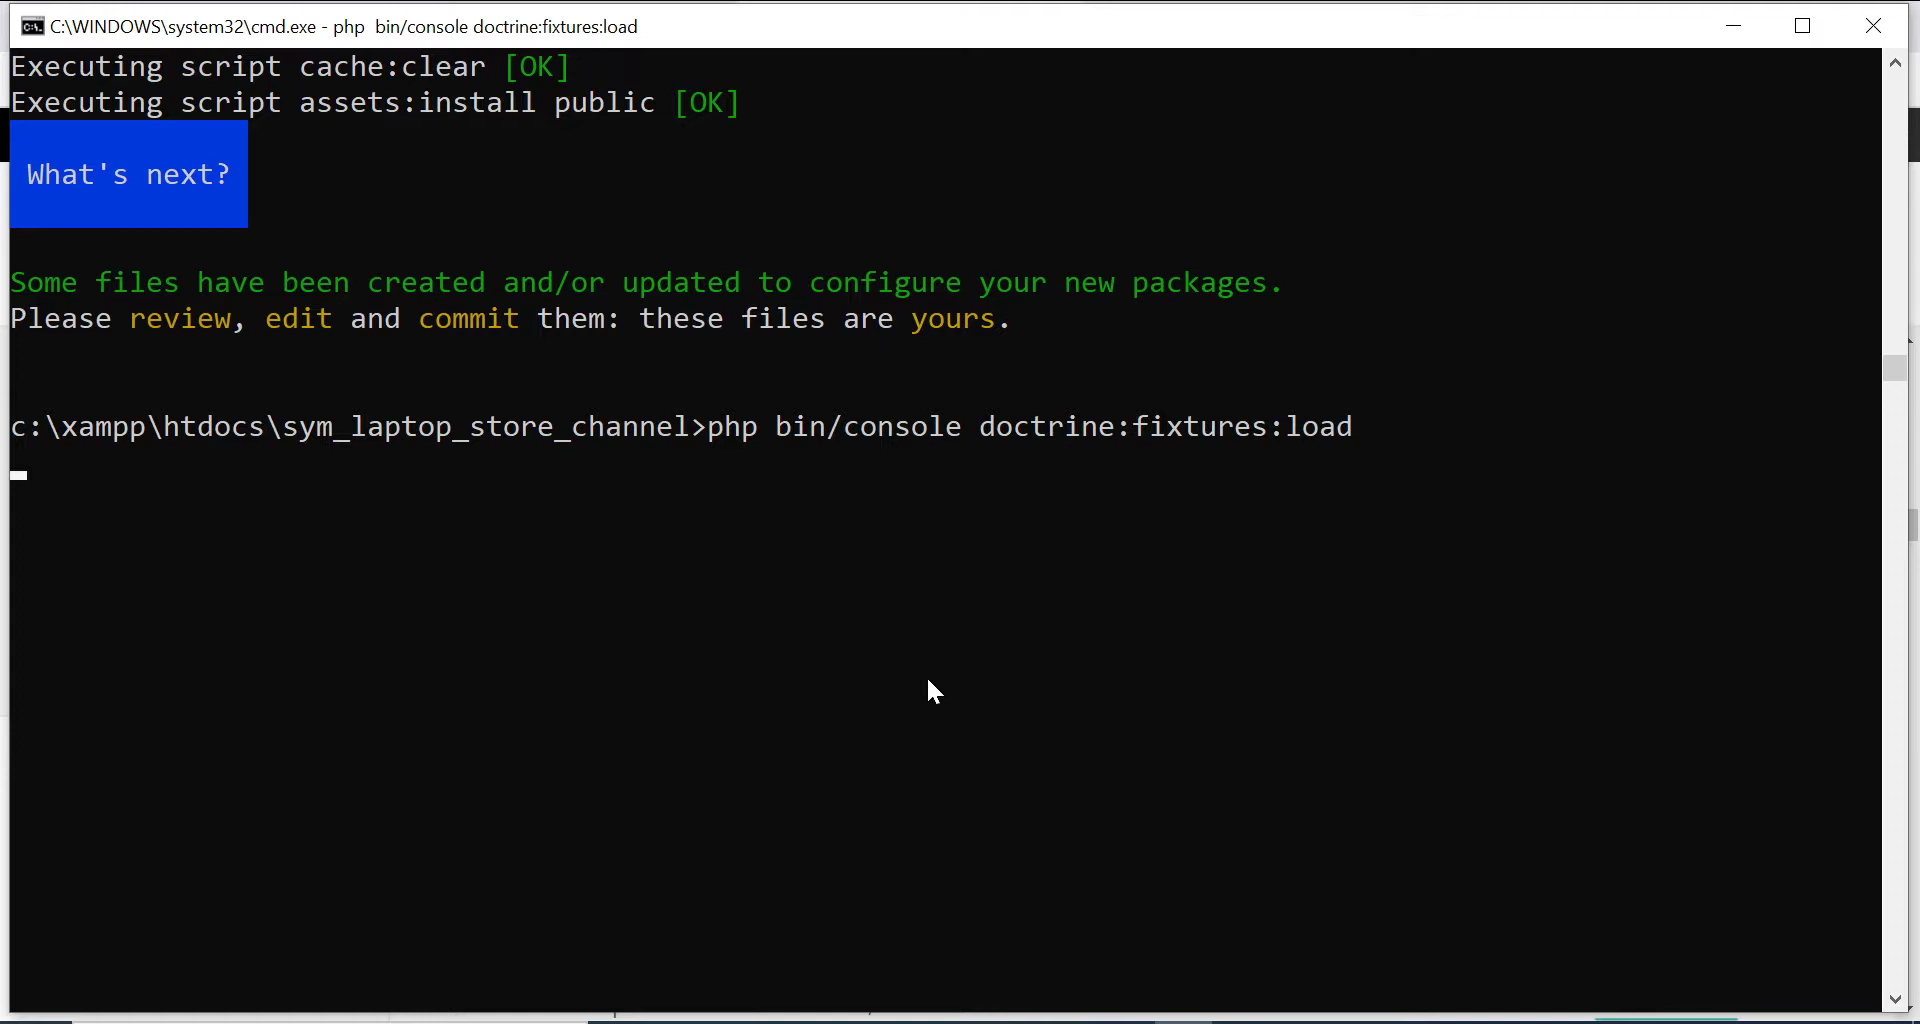 C:\WINDOWS\system32\cmd.exe - php  bin/console doctrine:fixtures:load
Executing script cache:clear [OK]
Executing script assets:install public [OK]
What's next?
Some files have been created and/or updated to configure your new packages.
Please review, edit and commit them: these files are yours.
c:\xampp\htdocs\sym_laptop_store_channel>php bin/console doctrine:fixtures:load